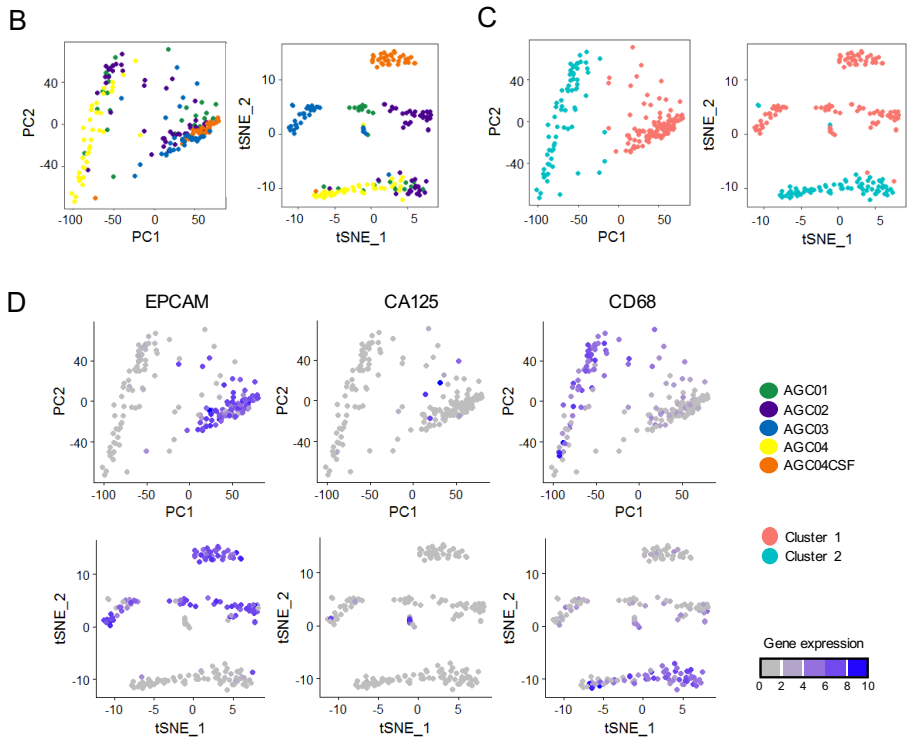 B
C
PC2
40
0
-40
-100
-50
0
50
PC1
tSNE_2
10
0
-10
-10
-5
0
5
tSNE_1
PC2
40
0
-40
-100
-50
0
50
PC1
tSNE_2
10
0
-10
-10
-5
0
5
tSNE_1
D
EPCAM
CA125
CD68
PC2
40
0
-40
-100
-50
0
50
PC1
PC2
40
0
-40
-100
-50
0
50
PC1
PC2
40
0
-40
-100
-50
0
50
PC1
AGC01
AGC02
AGC03
AGC04
AGC04CSF
tSNE_2
10
0
-10
-10
-5
0
5
tSNE_1
tSNE_2
10
0
-10
-10
-5
0
5
tSNE_1
tSNE_2
10
0
-10
-10
-5
0
5
tSNE_1
Cluster 1
Cluster 2
Gene expression
0 2 4 6 8 10